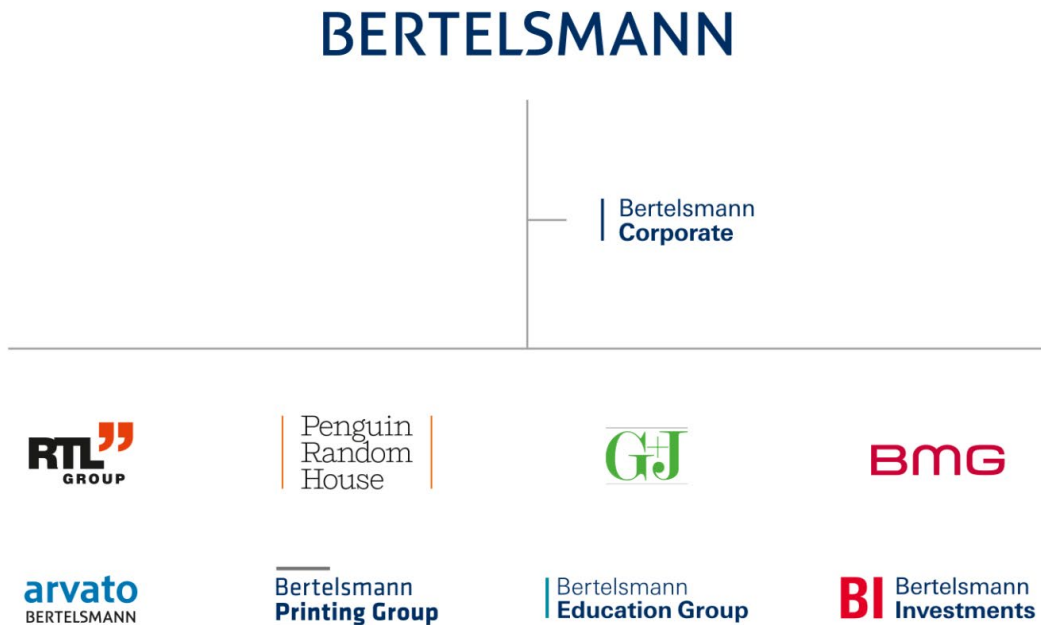 BERTELSMANN
Bertelsmann
Corporate
RTL
GROUP
Penguin
Random
House
G+J
BMG
arvato
BERTELSMANN
Bertelsmann
Printing Group
Bertelsmann
Education Group
BI
Bertelsmann
Investments